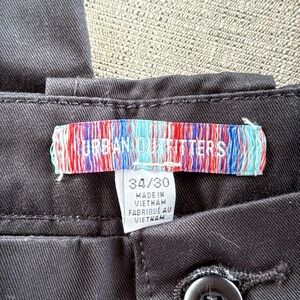 URBAN OUTFITTERS
34/30
MADE IN
VIETNAM
FABRIQUÉ AU
VIETNAM